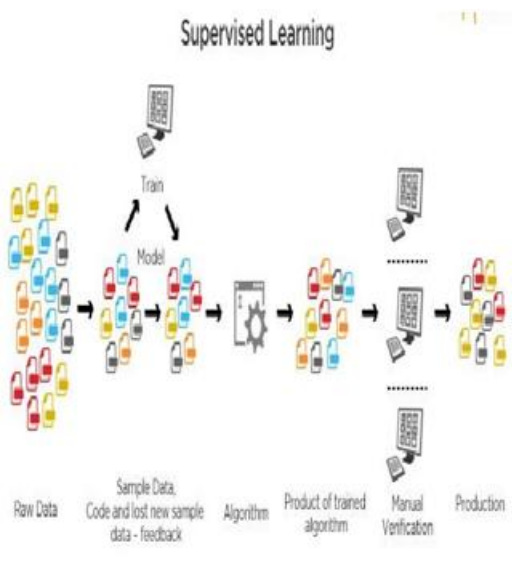 Supervised Learning
Train
Model
Raw Data
Sample Data,
Code and lost new sample
data - feedback
Algorithm
Product of trained
algorithm
Manual
Verification
Production